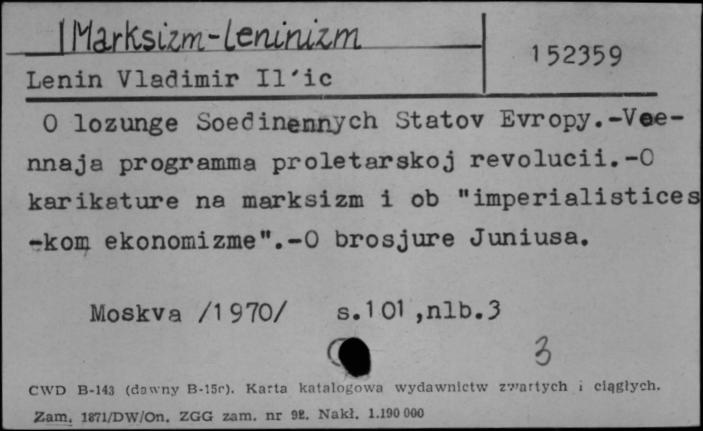 Marksizm-leninizm
152359
Lenin Vladimir Il'ic
O lozunge Soedinennych Statov Evropy.-Voe-
nnaja programma proletarskoj revolucii.-O
karikature na marksizm i ob "imperialistices
-kom ekonomizme".-O brosjure Juniusa.
Moskva /1970/ s.101,nlb.3
3
CWD B-143 (dawny B-15r). Karta katalogowa wydawnictw zwartych i ciągłych.
Zam. 1871/DW/On. ZGG zam. nr 98. Nakł. 1.190 000